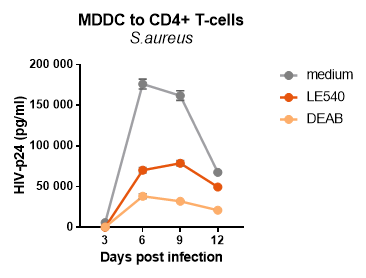 MDDC to CD4+ T-cells
S.aureus
200 000
150 000
100 000
50 000
0
HIV-p24 (pg/ml)
3 6 9 12
Days post infection
medium
LE540
DEAB